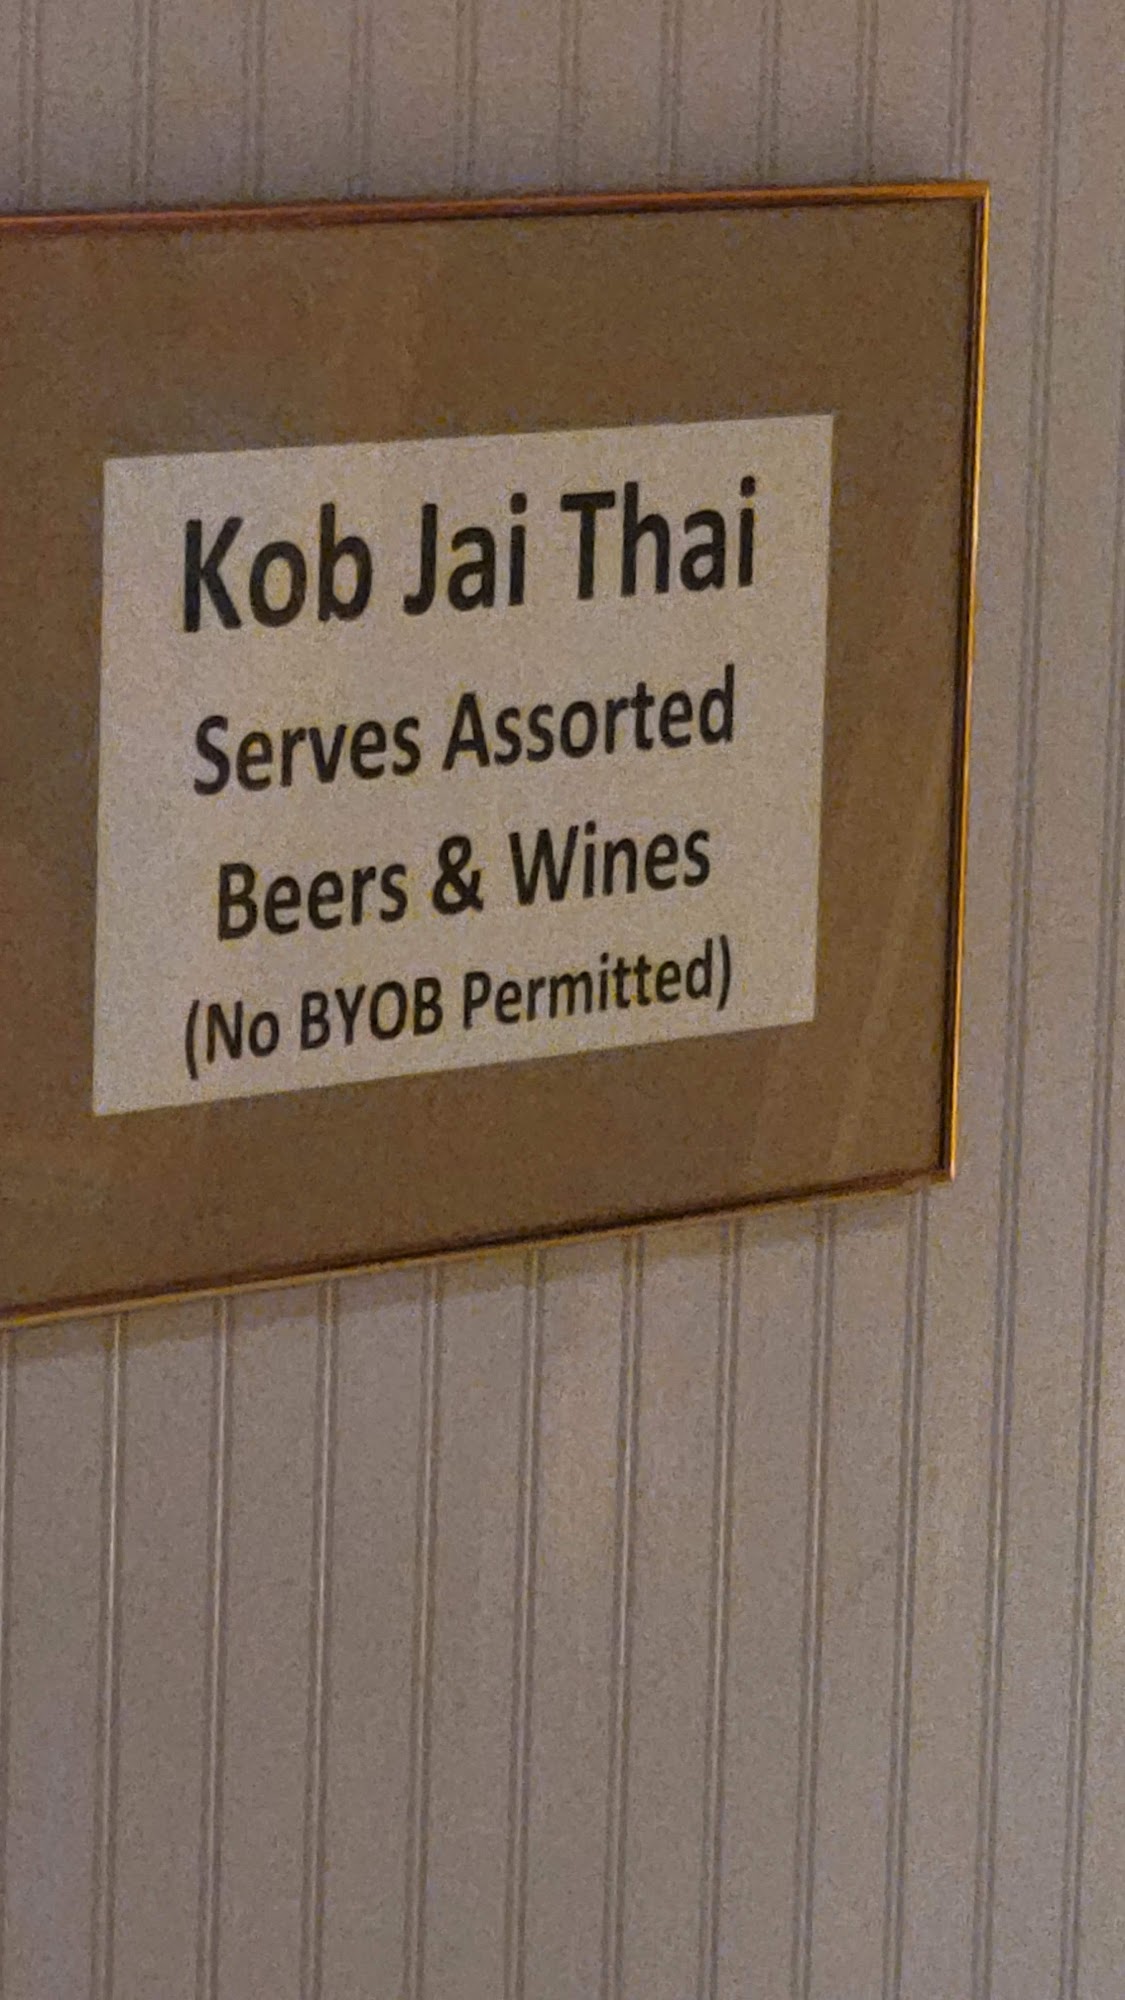 Kob Jai Thai
Serves Assorted
Beers & Wines
(No BYOB Permitted)